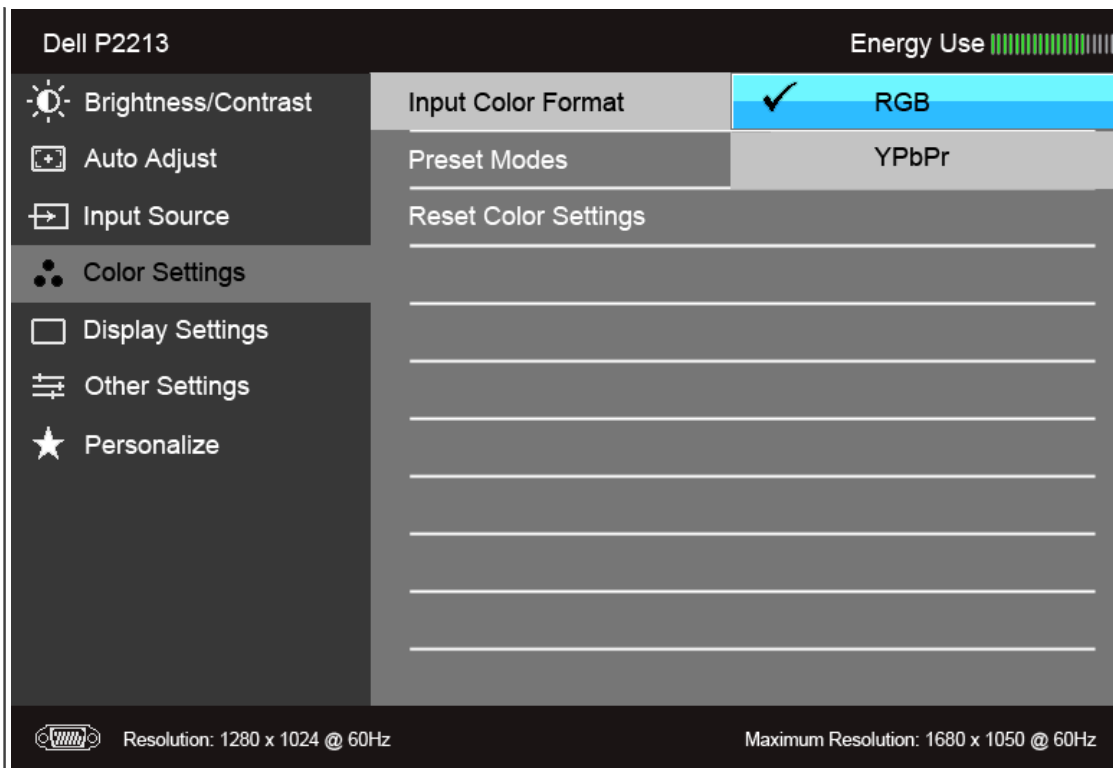 Dell P2213 Energy Use
Brightness/Contrast Input Color Format RGB
Auto Adjust Preset Modes YPbPr
Input Source Reset Color Settings
Color Settings
Display Settings
Other Settings
Personalize
Resolution: 1280 x 1024 @ 60Hz Maximum Resolution: 1680 x 1050 @ 60Hz